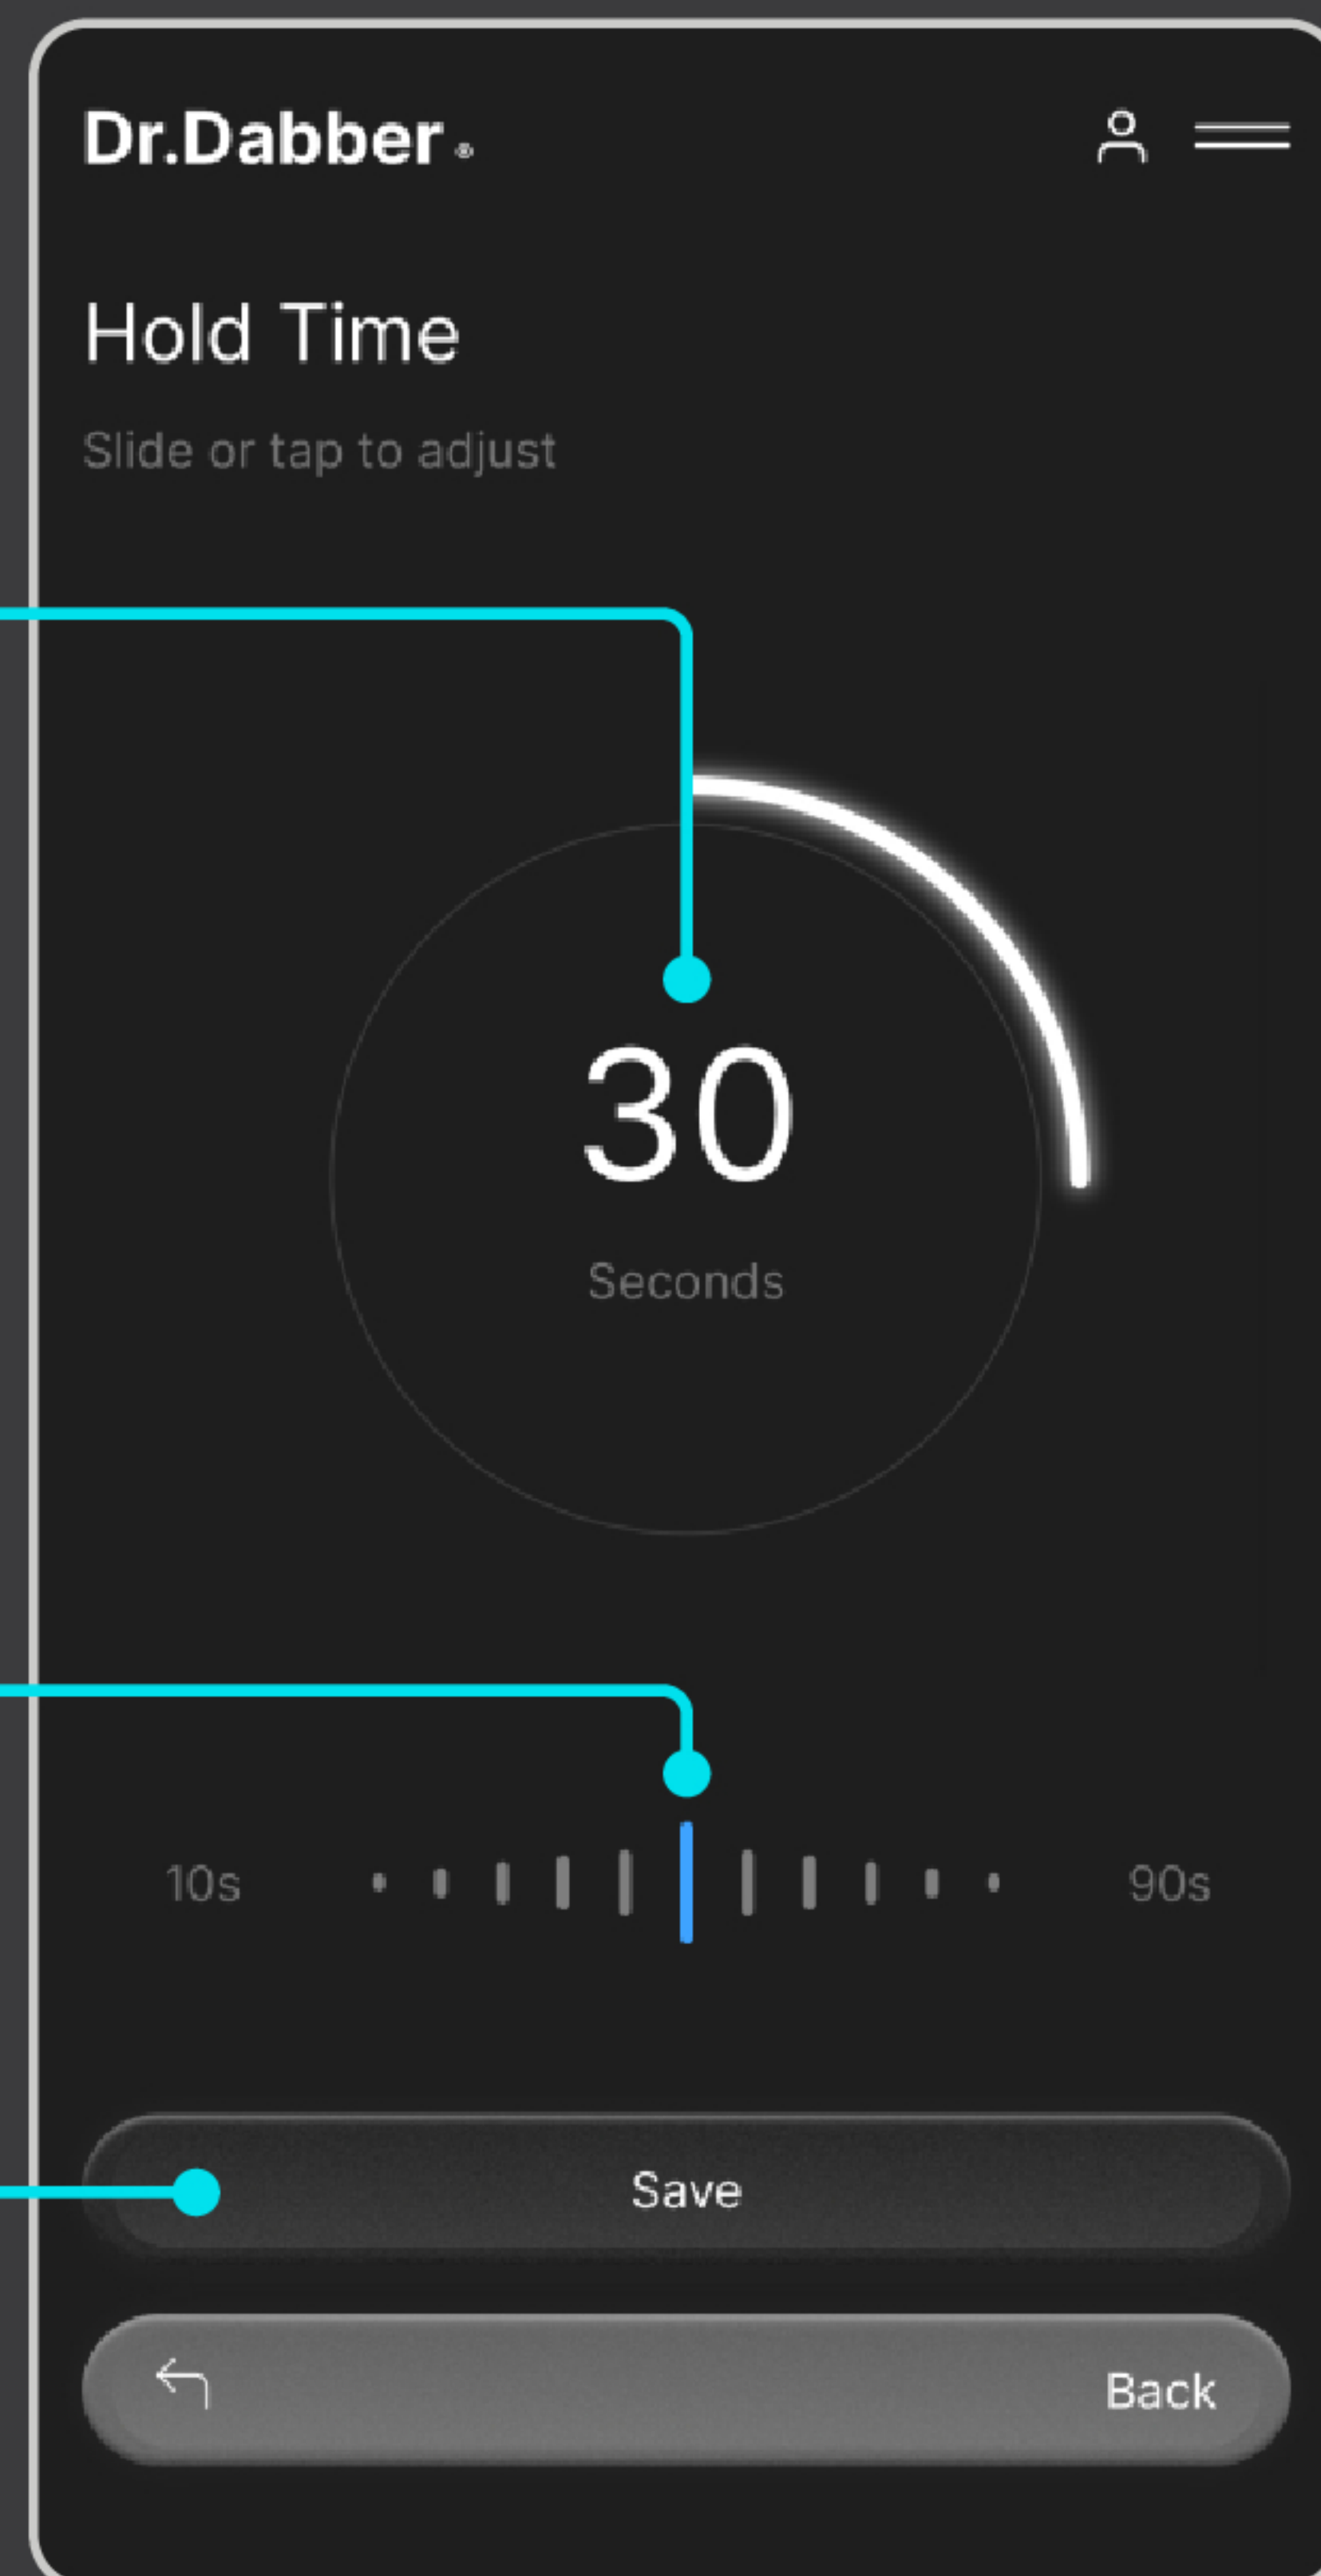 Dr.Dabber®
Hold Time
Slide or tap to adjust
30
Seconds
10s 90s
Save
Back